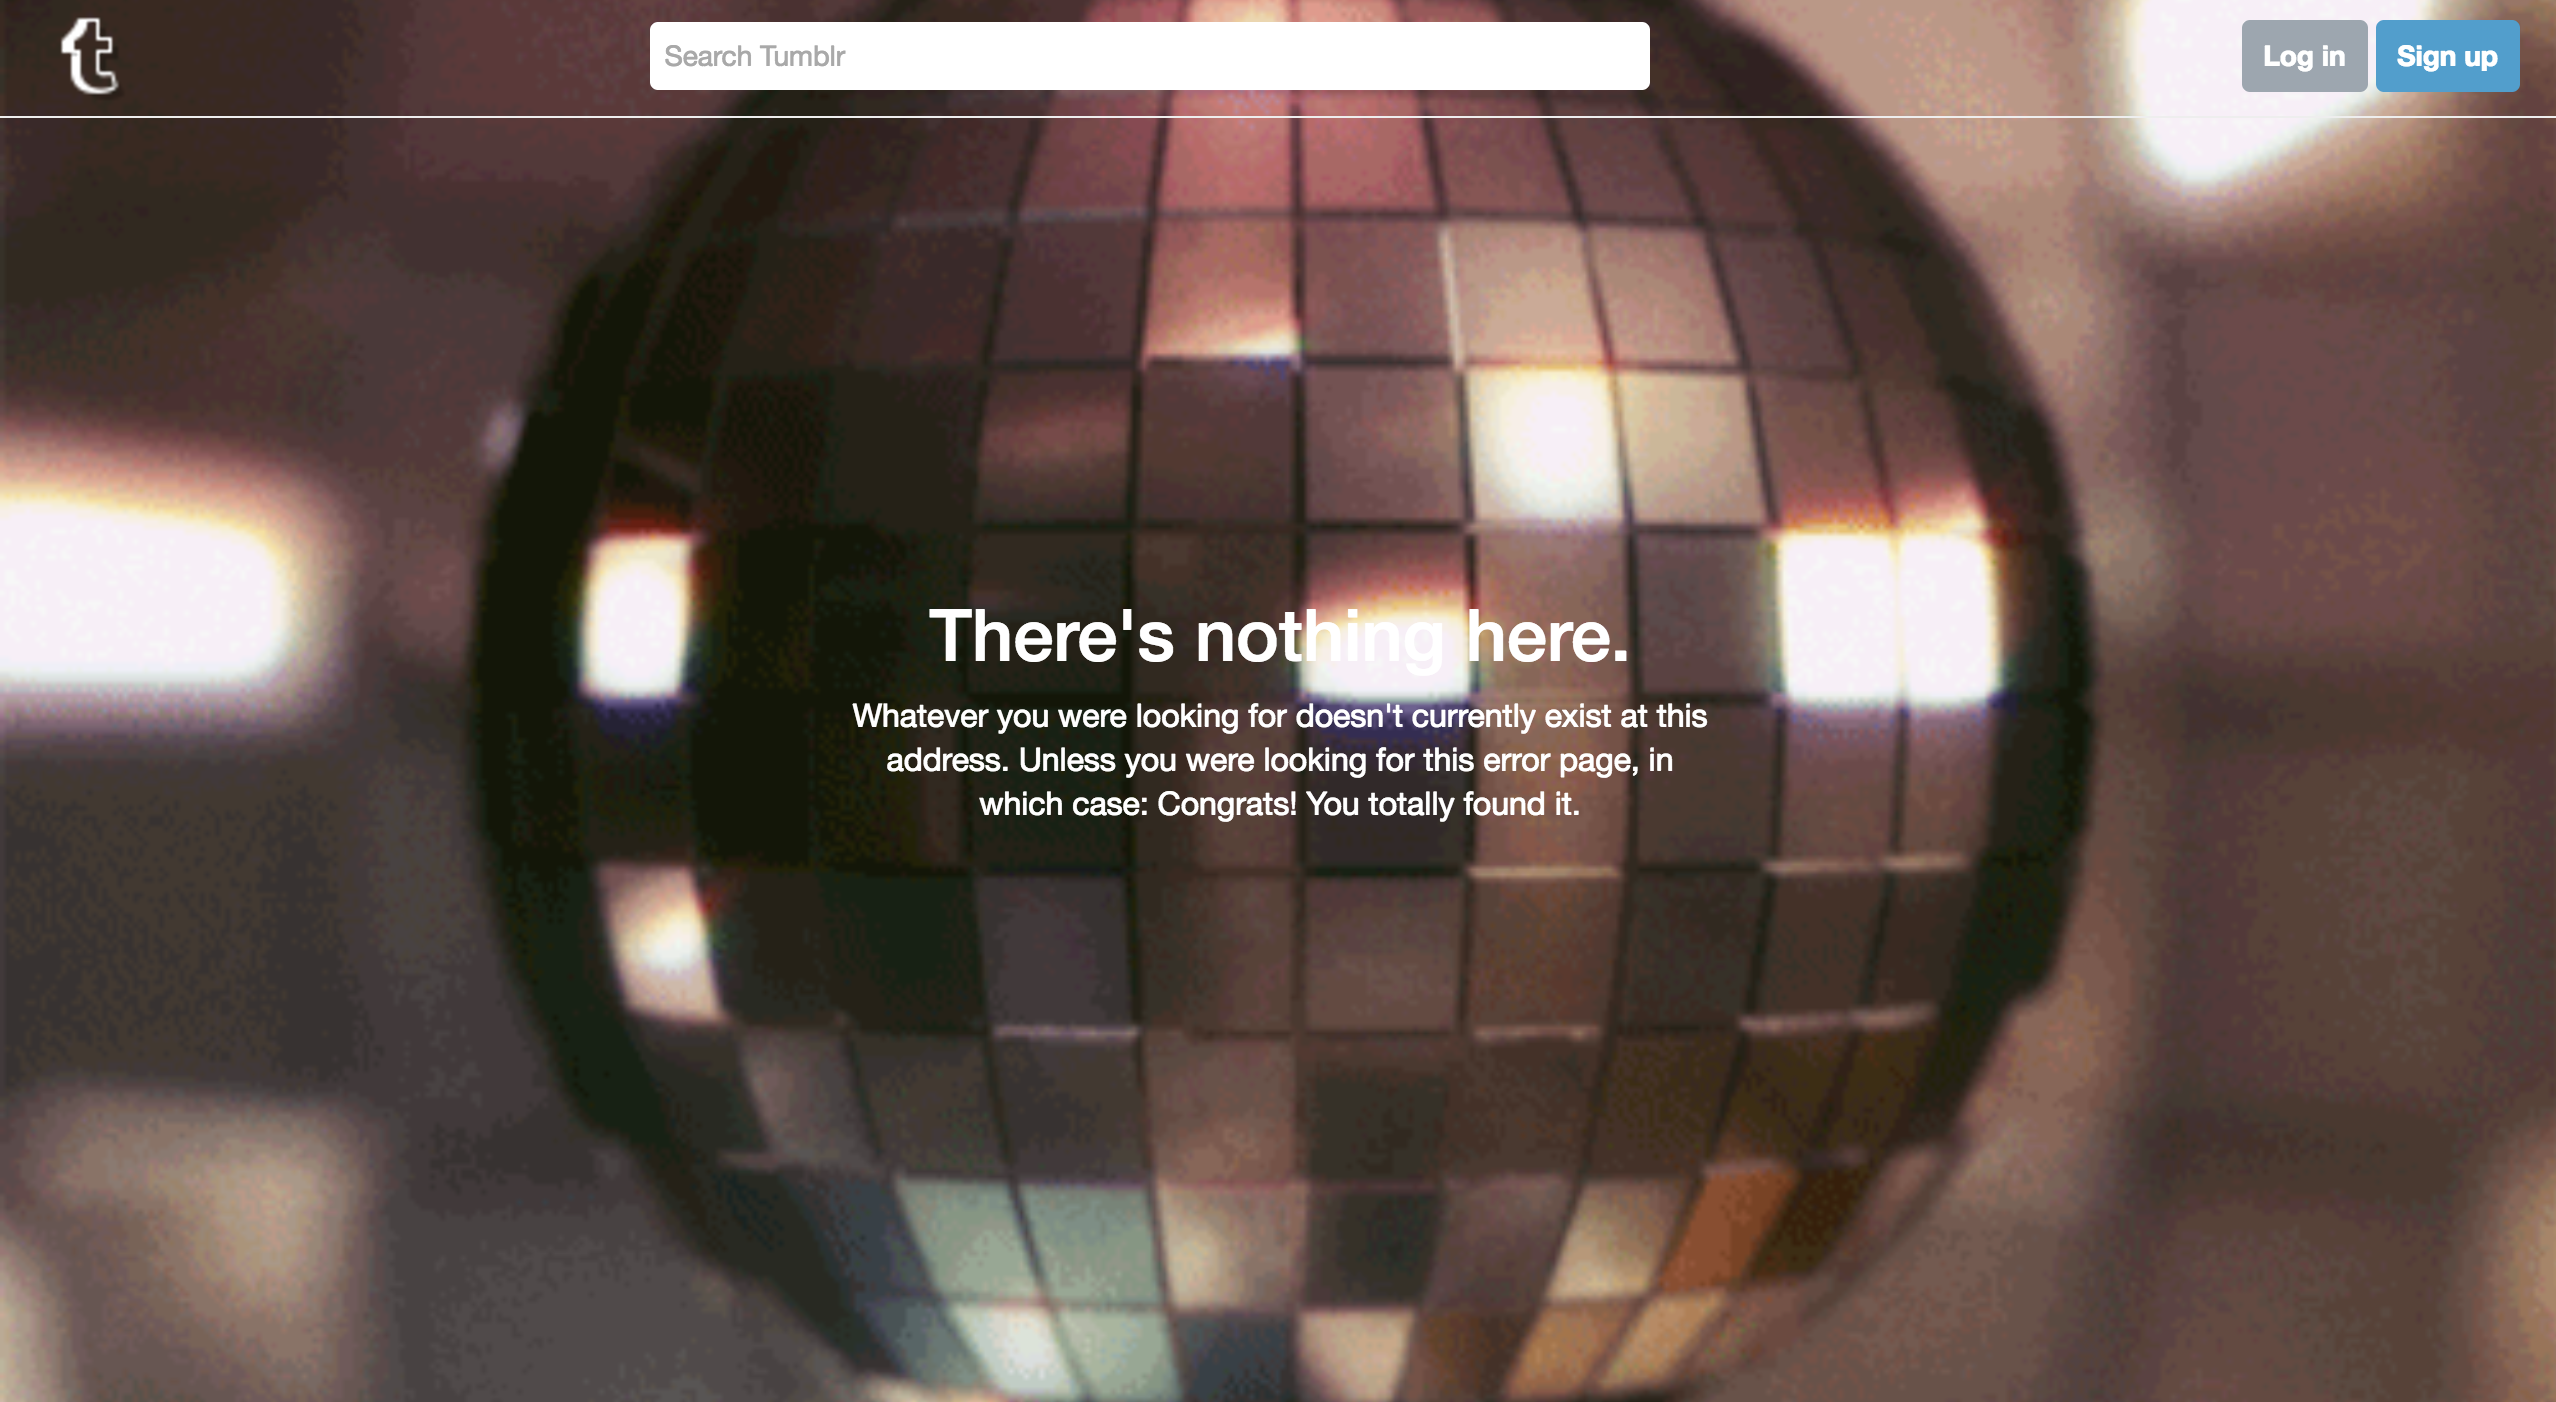 t
Search Tumblr
Log in
Sign up
There's nothing here.
Whatever you were looking for doesn't currently exist at this
address. Unless you were looking for this error page, in
which case: Congrats! You totally found it.